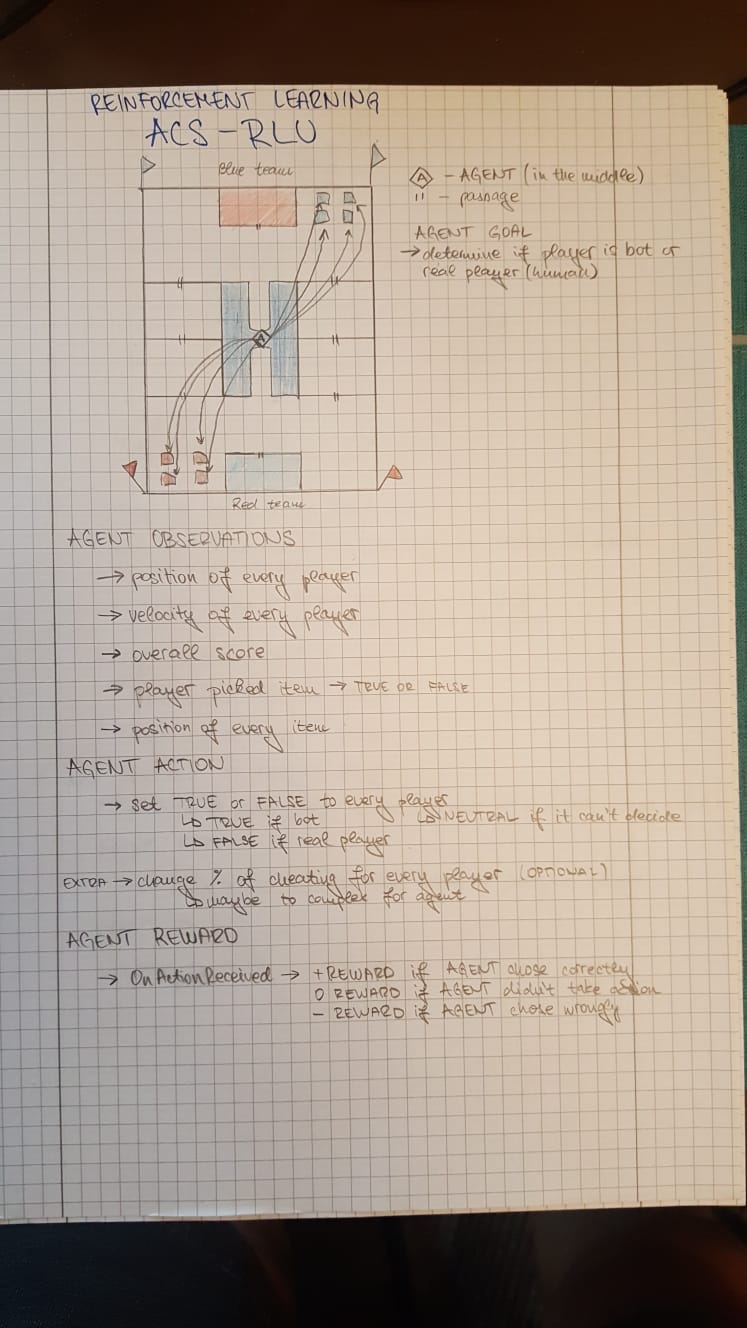 REINFORCEMENT LEARNING
ACS-RLU
Blue team
A - AGENT (in the middle)
" - passage
AGENT GOAL
→ determine if player is bot or
real player (human)
A
Red team
AGENT OBSERVATIONS
→ position of every player
→ velocity of every player
→ overall score
→ player picked item → TRUE OR FALSE
→ position of every item
AGENT ACTION
→ set TRUE or FALSE to every player
↳ TRUE if bot ↳ NEUTRAL if it can't decide
↳ FALSE if real player
EXTRA → change % of cheating for every player (OPTIONAL)
↳ maybe to complex for agent
AGENT REWARD
→ OnActionReceived → + REWARD if AGENT chose correctly
0 REWARD if AGENT didn't take action
- REWARD if AGENT chose wrongly